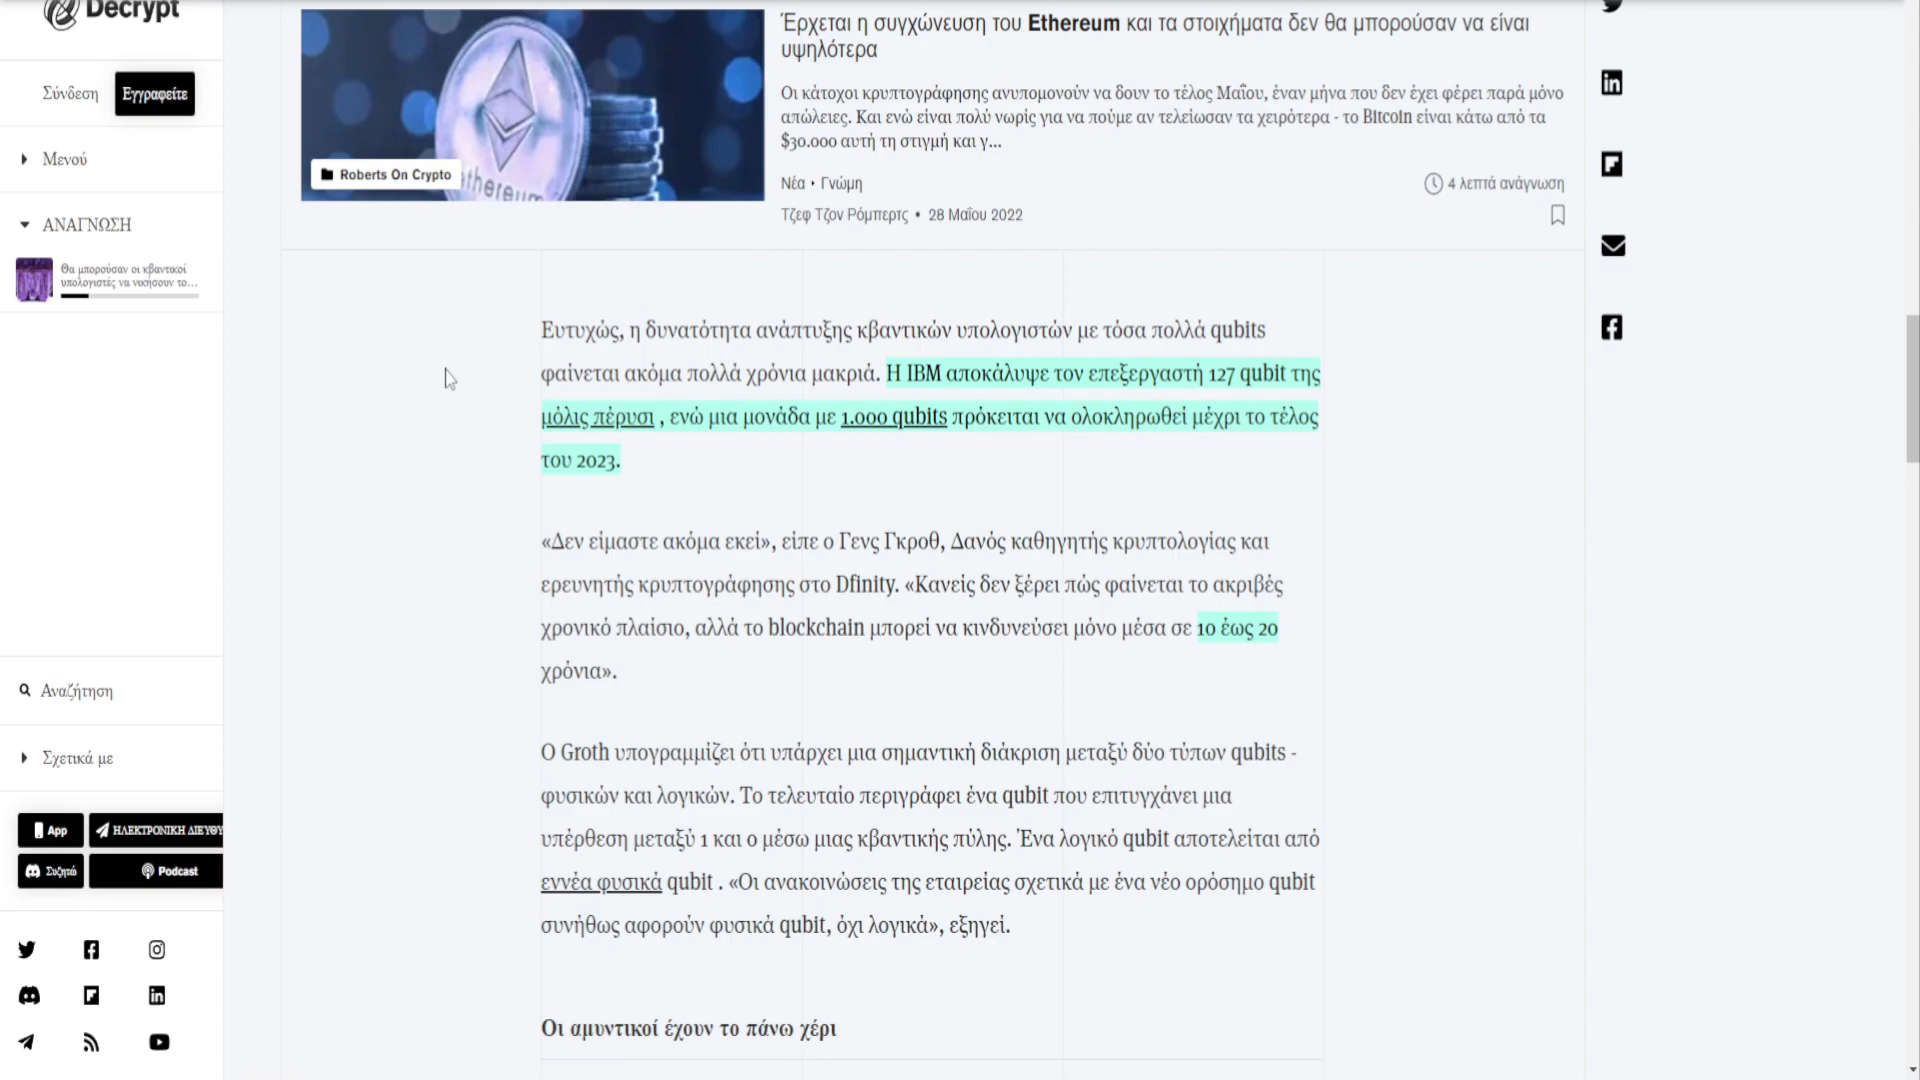 Decrypt
Σύνδεση
Εγγραφείτε
Μενού
ΑΝΑΓΝΩΣΗ
Θα μπορούσαν οι κβαντικοί
υπολογιστές να νικήσουν το...
Αναζήτηση
Σχετικά με
App
ΗΛΕΚΤΡΟΝΙΚΗ ΔΙΕΥΘΥ
Συζητώ
Podcast
Roberts On Crypto
ethereum
Έρχεται η συγχώνευση του Ethereum και τα στοιχήματα δεν θα μπορούσαν να είναι
υψηλότερα
Οι κάτοχοι κρυπτογράφησης ανυπομονούν να δουν το τέλος Μαΐου, έναν μήνα που δεν έχει φέρει παρά μόνο
απώλειες. Και ενώ είναι πολύ νωρίς για να πούμε αν τελείωσαν τα χειρότερα - το Bitcoin είναι κάτω από τα
$30.000 αυτή τη στιγμή και γ...
Νέα • Γνώμη
4 λεπτά ανάγνωση
Τζεφ Τζον Ρόμπερτς • 28 Μαΐου 2022
Ευτυχώς, η δυνατότητα ανάπτυξης κβαντικών υπολογιστών με τόσα πολλά qubits
φαίνεται ακόμα πολλά χρόνια μακριά. Η IBM αποκάλυψε τον επεξεργαστή 127 qubit της
μόλις πέρυσι , ενώ μια μονάδα με 1.000 qubits πρόκειται να ολοκληρωθεί μέχρι το τέλος
του 2023.
«Δεν είμαστε ακόμα εκεί», είπε ο Γενς Γκροθ, Δανός καθηγητής κρυπτολογίας και
ερευνητής κρυπτογράφησης στο Dfinity. «Κανείς δεν ξέρει πώς φαίνεται το ακριβές
χρονικό πλαίσιο, αλλά το blockchain μπορεί να κινδυνεύσει μόνο μέσα σε 10 έως 20
χρόνια».
Ο Groth υπογραμμίζει ότι υπάρχει μια σημαντική διάκριση μεταξύ δύο τύπων qubits -
φυσικών και λογικών. Το τελευταίο περιγράφει ένα qubit που επιτυγχάνει μια
υπέρθεση μεταξύ 1 και 0 μέσω μιας κβαντικής πύλης. Ένα λογικό qubit αποτελείται από
εννέα φυσικά qubit . «Οι ανακοινώσεις της εταιρείας σχετικά με ένα νέο ορόσημο qubit
συνήθως αφορούν φυσικά qubit, όχι λογικά», εξηγεί.
Οι αμυντικοί έχουν το πάνω χέρι